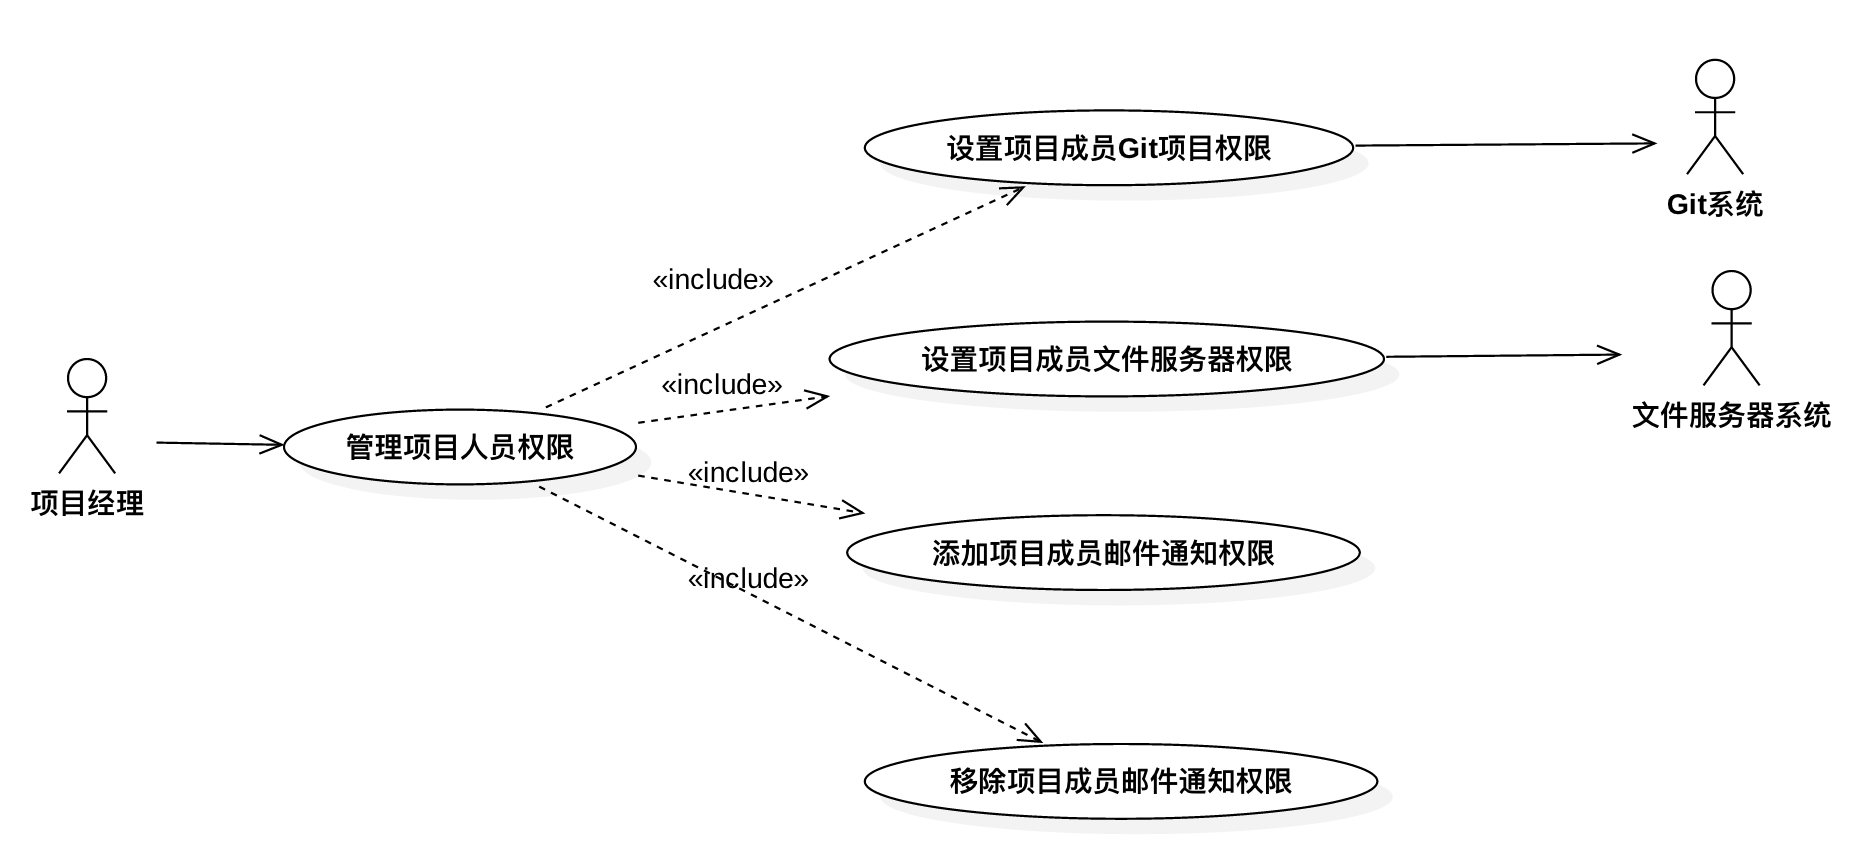 设置项目成员Git项目权限
Git系统
«include»
设置项目成员文件服务器权限
«include»
文件服务器系统
管理项目人员权限
«include»
项目经理
添加项目成员邮件通知权限
«include»
移除项目成员邮件通知权限